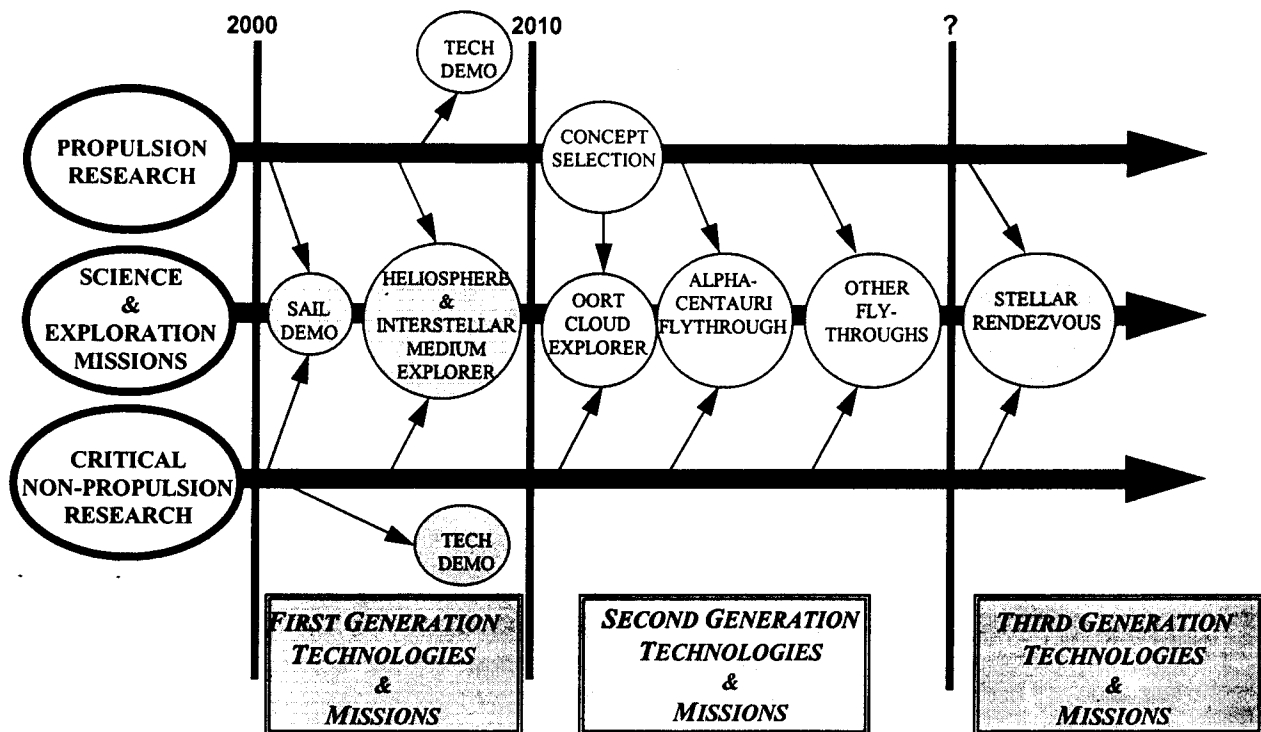 2000
2010
?
TECH
DEMO
PROPULSION
RESEARCH
CONCEPT
SELECTION
SCIENCE
&
EXPLORATION
MISSIONS
SAIL
DEMO
HELIOSPHERE
&
INTERSTELLAR
MEDIUM
EXPLORER
OORT
CLOUD
EXPLORER
ALPHA-
CENTAURI
FLYTHROUGH
OTHER
FLY-
THROUGHS
STELLAR
RENDEZVOUS
CRITICAL
NON-PROPULSION
RESEARCH
TECH
DEMO
FIRST GENERATION
TECHNOLOGIES
&
MISSIONS
SECOND GENERATION
TECHNOLOGIES
&
MISSIONS
THIRD GENERATION
TECHNOLOGIES
&
MISSIONS